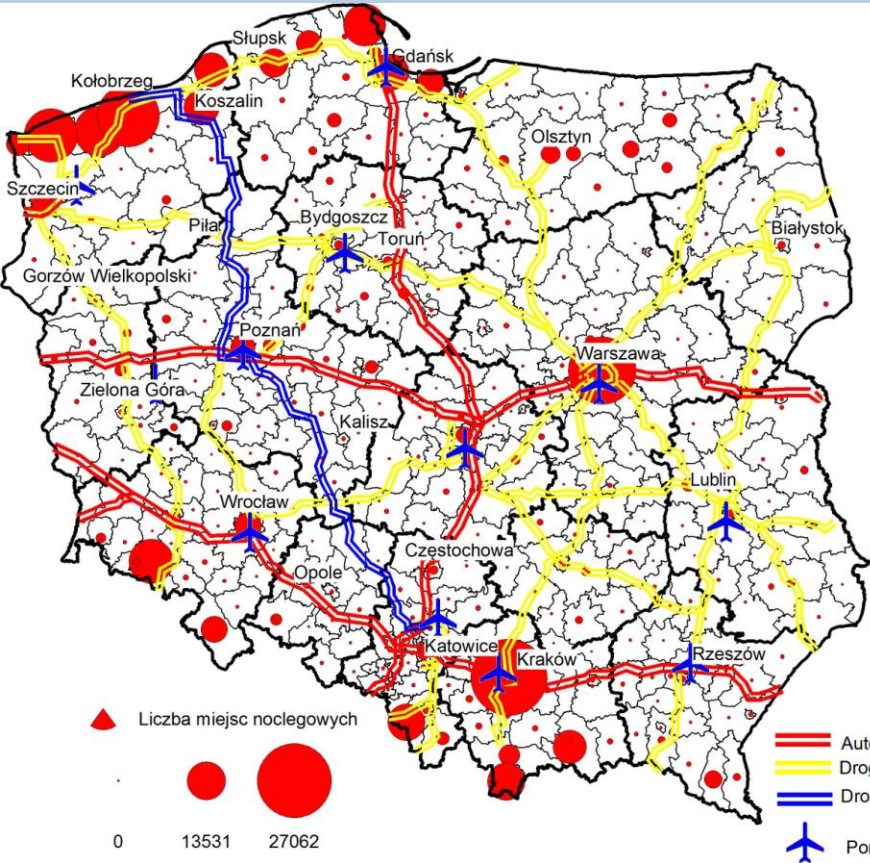 Słupsk
Gdańsk
Kołobrzeg
Koszalin
Olsztyn
Szczecin
Piła
Bydgoszcz
Toruń
Białystok
Gorzów Wielkopolski
Poznań
Warszawa
Zielona Góra
Kalisz
Wrocław
Lublin
Częstochowa
Opole
Katowice
Kraków
Rzeszów
Liczba miejsc noclegowych
0 13531 27062